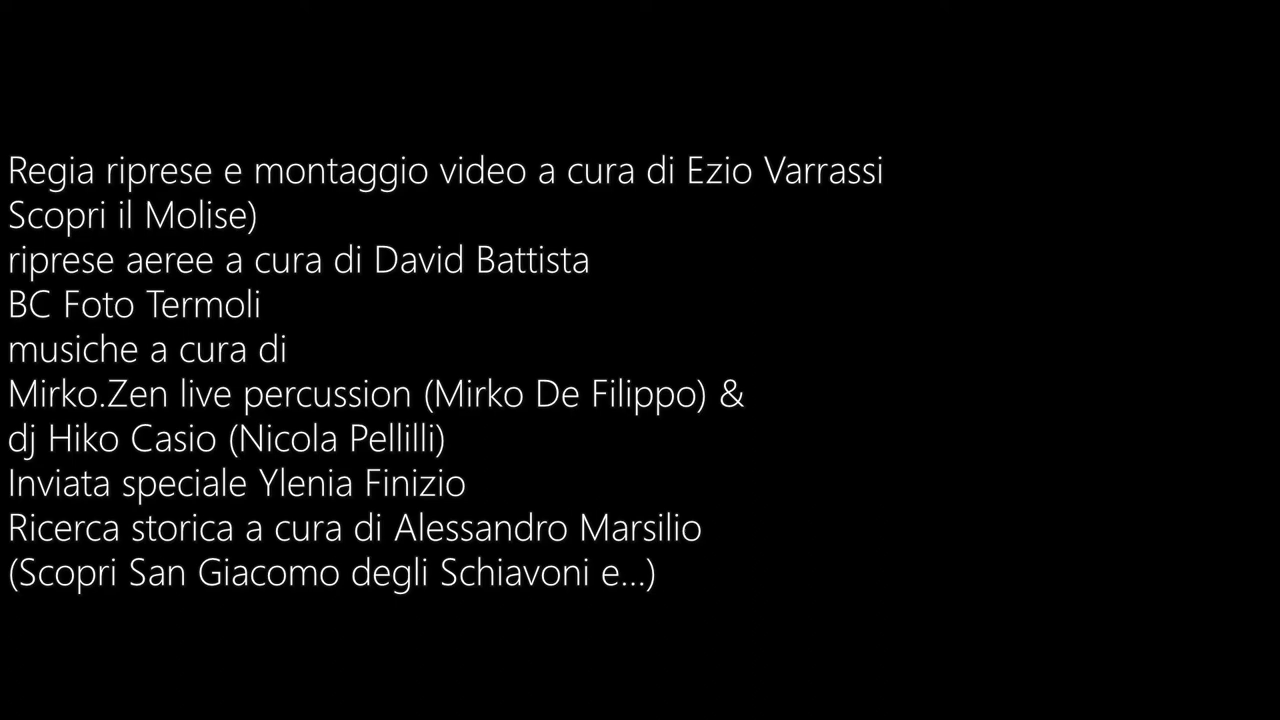 Regia riprese e montaggio video a cura di Ezio Varrassi
Scopri il Molise)
riprese aeree a cura di David Battista
BC Foto Termoli
musiche a cura di
Mirko.Zen live percussion (Mirko De Filippo) &
dj Hiko Casio (Nicola Pellilli)
Inviata speciale Ylenia Finizio
Ricerca storica a cura di Alessandro Marsilio
(Scopri San Giacomo degli Schiavoni e...)